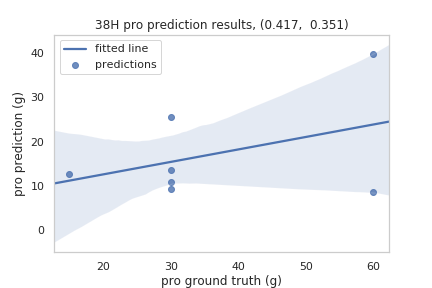 38H pro prediction results, (0.417,  0.351)
fitted line
predictions
pro prediction (g)
40
30
20
10
0
20 30 40 50 60
pro ground truth (g)